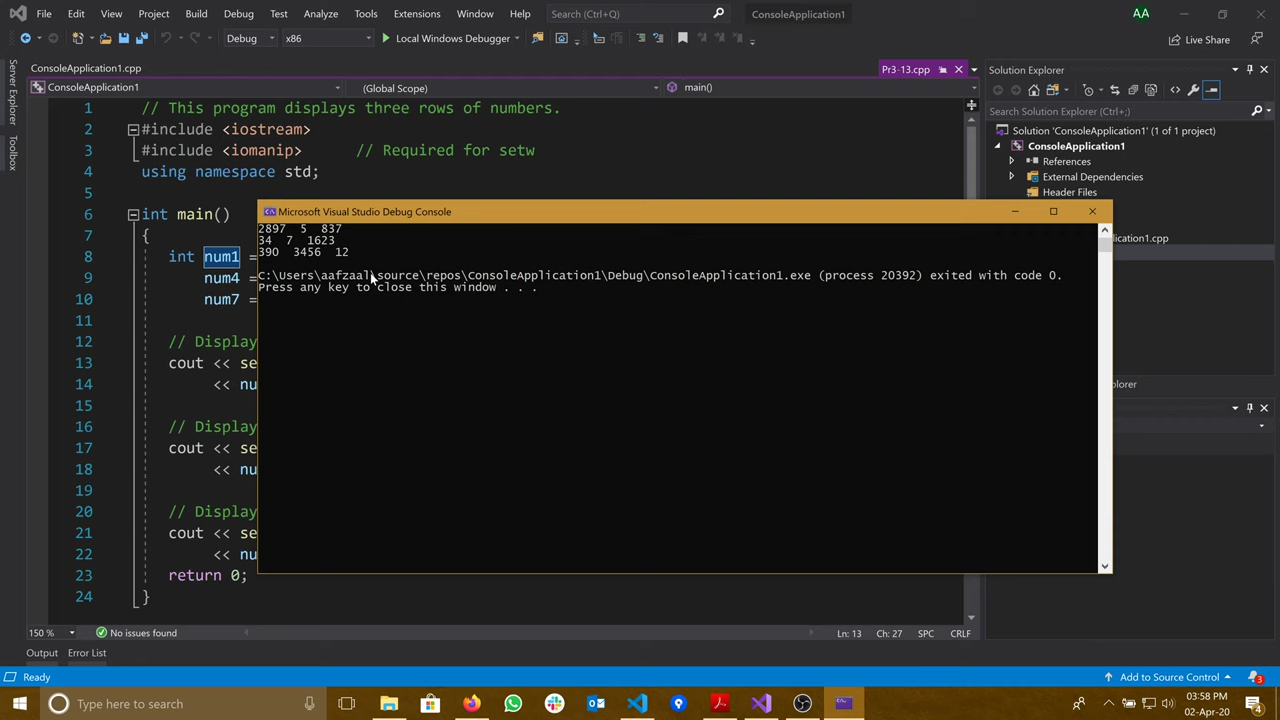 File Edit View Project Build Debug Test Analyze Tools Extensions Window Help Search (Ctrl+/) ConsoleApplication1 AA
Debug x86 Local Windows Debugger Live Share
ConsoleApplication1.cpp Pr3-13.cpp
ConsoleApplication1 (Global Scope) main()
Server Explorer
Toolbox
1 // This program displays three rows of numbers.
2 #include <iostream>
3 #include <iomanip> // Required for setw
4 using namespace std;
5
6 int main()
7 {
8 int num1 =
9 num4 =
10 num7 =
12 // Display
13 cout << se
14 << nu
15
16 // Display
17 cout << se
18 << nu
19
20 // Display
21 cout << se
22 << nu
23 return 0;
24 }
Microsoft Visual Studio Debug Console
2897 5 837
34 7 1623
390 3456 12
C:\Users\aafzaal\source\repos\ConsoleApplication1\Debug\ConsoleApplication1.exe (process 20392) exited with code 0.
Press any key to close this window . . .
Solution Explorer
Search Solution Explorer (Ctrl+;)
Solution 'ConsoleApplication1' (1 of 1 project)
ConsoleApplication1
References
External Dependencies
Header Files
ication1.cpp
plorer
150 % No issues found Ln: 13 Ch: 27 SPC CRLF
Output Error List
Ready Add to Source Control 3
Type here to search 03:58 PM
02-Apr-20 4